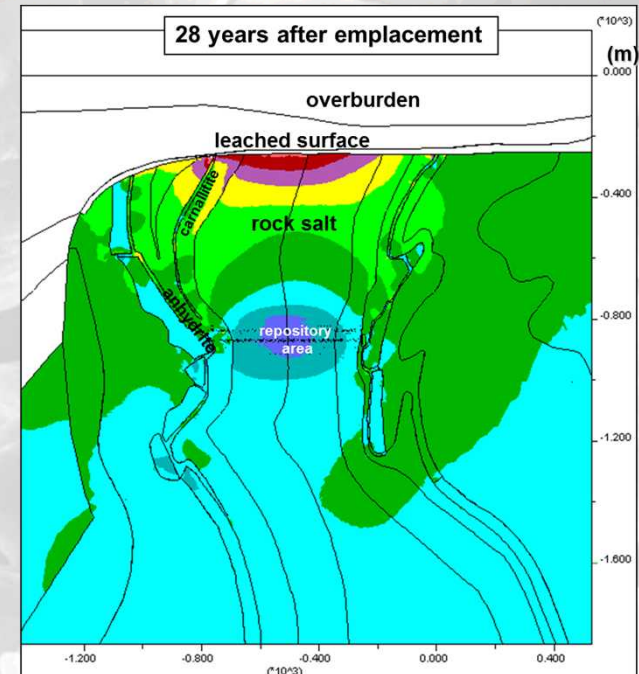 28 years after emplacement
(*10^3)
(m)
0.000
overburden
leached surface
-0.400
carnallitite
rock salt
anhydrite
-0.800
repository
area
-1.200
-1.600
-1.200
-0.800
-0.400
0.000
0.400
(*10^3)